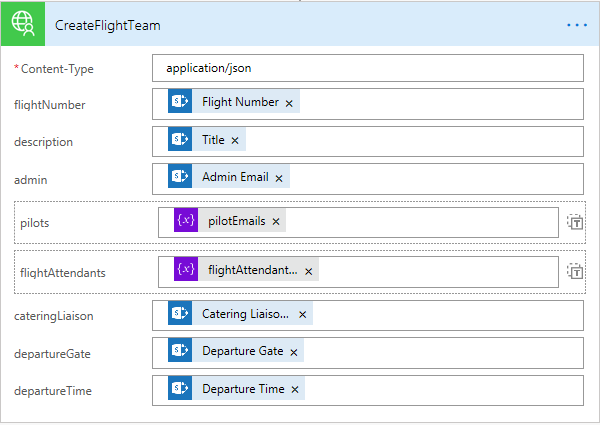 CreateFlightTeam ...
* Content-Type application/json
flightNumber Flight Number ×
description Title ×
admin Admin Email ×
pilots {x} pilotEmails ×
flightAttendants {x} flightAttendant... ×
cateringLiaison Catering Liaiso... ×
departureGate Departure Gate ×
departureTime Departure Time ×